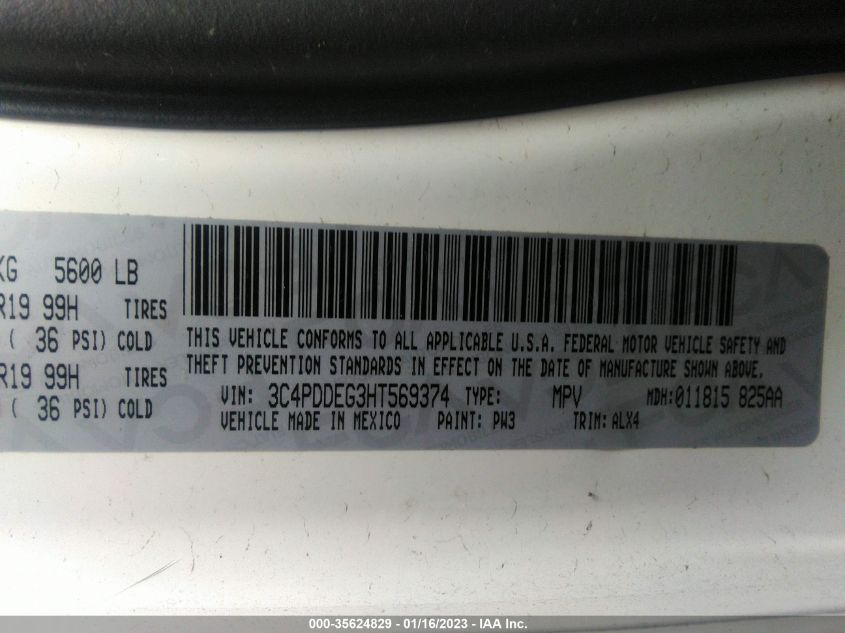 KG 5600 LB
R19 99H TIRES
( 36 PSI) COLD
R19 99H TIRES
( 36 PSI) COLD
THIS VEHICLE CONFORMS TO ALL APPLICABLE U.S.A. FEDERAL MOTOR VEHICLE SAFETY AND
THEFT PREVENTION STANDARDS IN EFFECT ON THE DATE OF MANUFACTURE SHOWN ABOVE.
VIN: 3C4PDDEG3HT569374 TYPE: MPV MDH:011815 825AA
VEHICLE MADE IN MEXICO PAINT: PW3 TRIM: ALX4
000-35624829 - 01/16/2023 - IAA Inc.